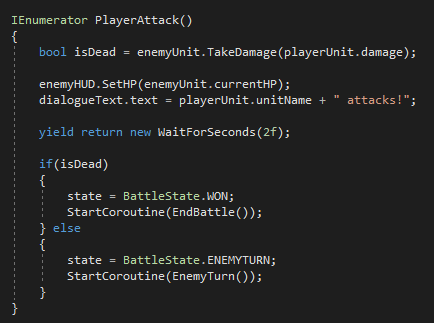 IEnumerator PlayerAttack()
{
    bool isDead = enemyUnit.TakeDamage(playerUnit.damage);

    enemyHUD.SetHP(enemyUnit.currentHP);
    dialogueText.text = playerUnit.unitName + " attacks!";

    yield return new WaitForSeconds(2f);

    if(isDead)
    {
        state = BattleState.WON;
        StartCoroutine(EndBattle());
    } else
    {
        state = BattleState.ENEMYTURN;
        StartCoroutine(EnemyTurn());
    }
}